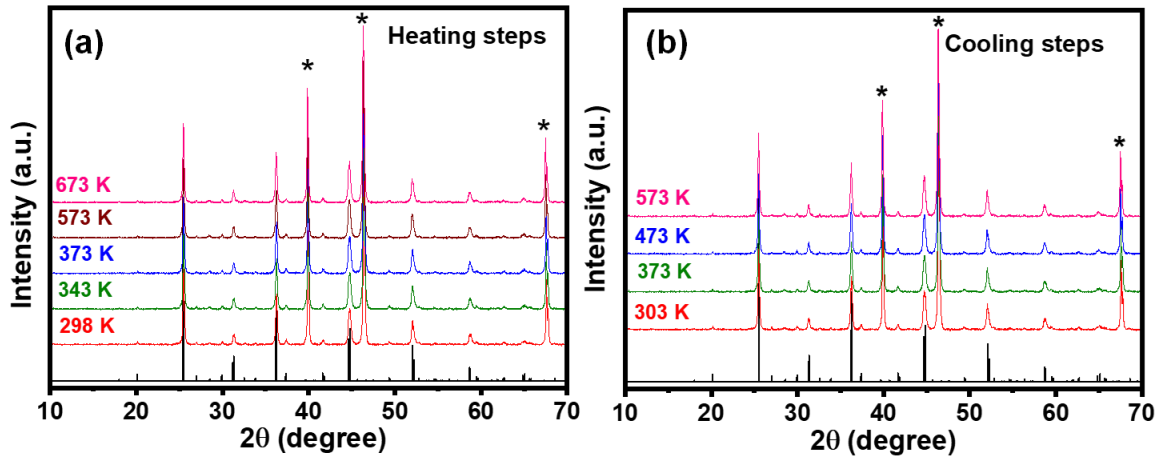 (a)
Heating steps
*
*
*
673 K
573 K
373 K
343 K
298 K
Intensity (a.u.)
10 20 30 40 50 60 70
2θ (degree)
(b)
Cooling steps
*
*
*
573 K
473 K
373 K
303 K
Intensity (a.u.)
10 20 30 40 50 60 70
2θ (degree)